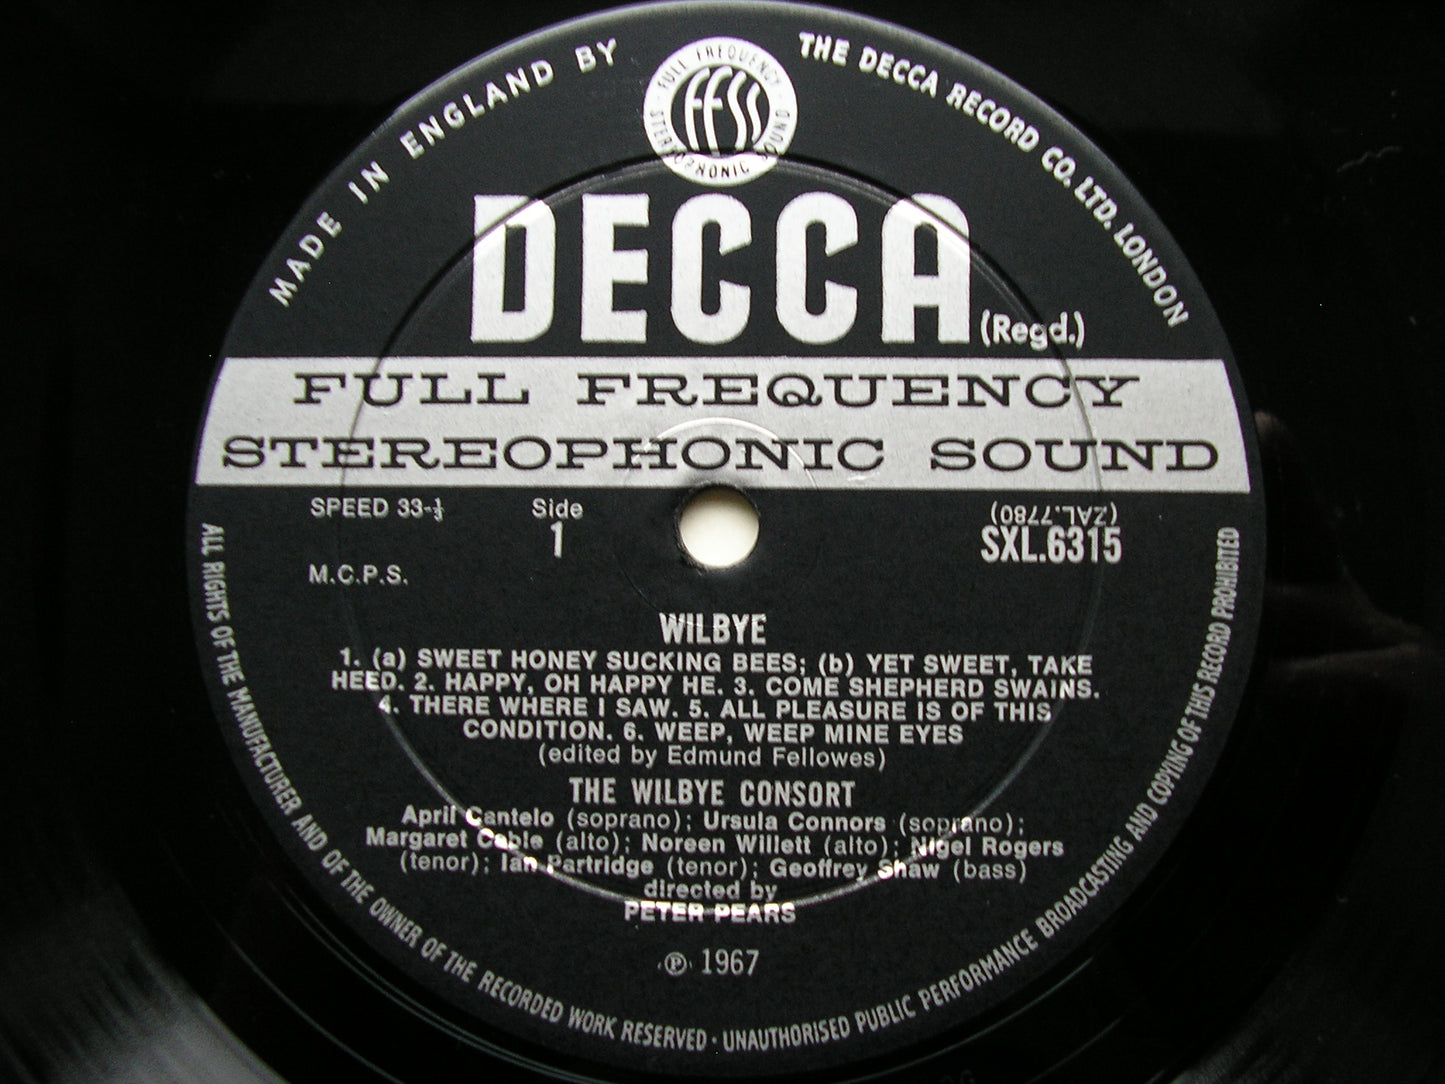 MADE IN ENGLAND BY
THE DECCA RECORD CO. LTD. LONDON
FULL FREQUENCY
FFSS
STEREOPHONIC SOUND
DECCA
(Regd.)
FULL FREQUENCY
STEREOPHONIC SOUND
SPEED 33-⅓
Side
1
(ZAL.7780)
SXL.6315
M.C.P.S.
WILBYE
1. (a) SWEET HONEY SUCKING BEES; (b) YET SWEET, TAKE
HEED. 2. HAPPY, OH HAPPY HE. 3. COME SHEPHERD SWAINS.
4. THERE WHERE I SAW. 5. ALL PLEASURE IS OF THIS
CONDITION. 6. WEEP, WEEP MINE EYES
(edited by Edmund Fellowes)
THE WILBYE CONSORT
April Cantelo (soprano); Ursula Connors (soprano);
Margaret Cable (alto); Noreen Willett (alto); Nigel Rogers
(tenor); Ian Partridge (tenor); Geoffrey Shaw (bass)
directed by
PETER PEARS
℗ 1967
ALL RIGHTS OF THE MANUFACTURER AND OF THE OWNER OF THE RECORDED WORK RESERVED · UNAUTHORISED PUBLIC PERFORMANCE BROADCASTING AND COPYING OF THIS RECORD PROHIBITED